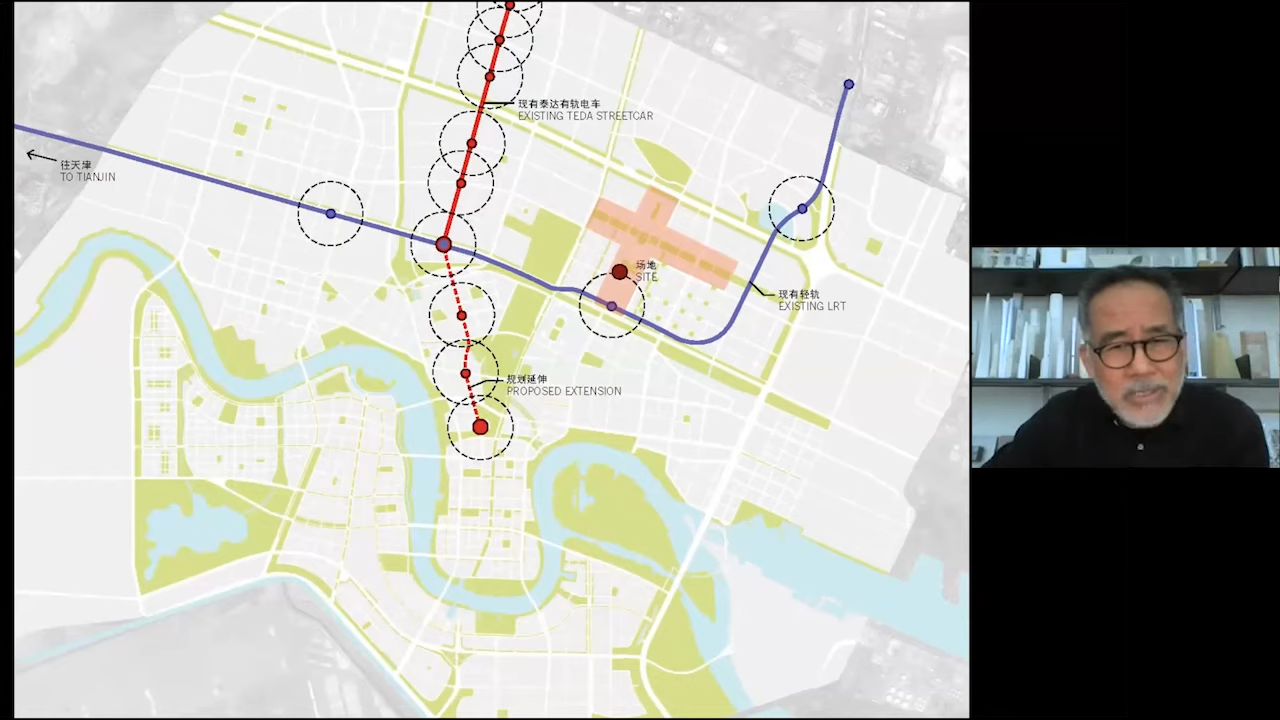 现有泰达有轨电车
EXISTING TEDA STREETCAR
往天津
TO TIANJIN
场地
SITE
现有轻轨
EXISTING LRT
规划延伸
PROPOSED EXTENSION